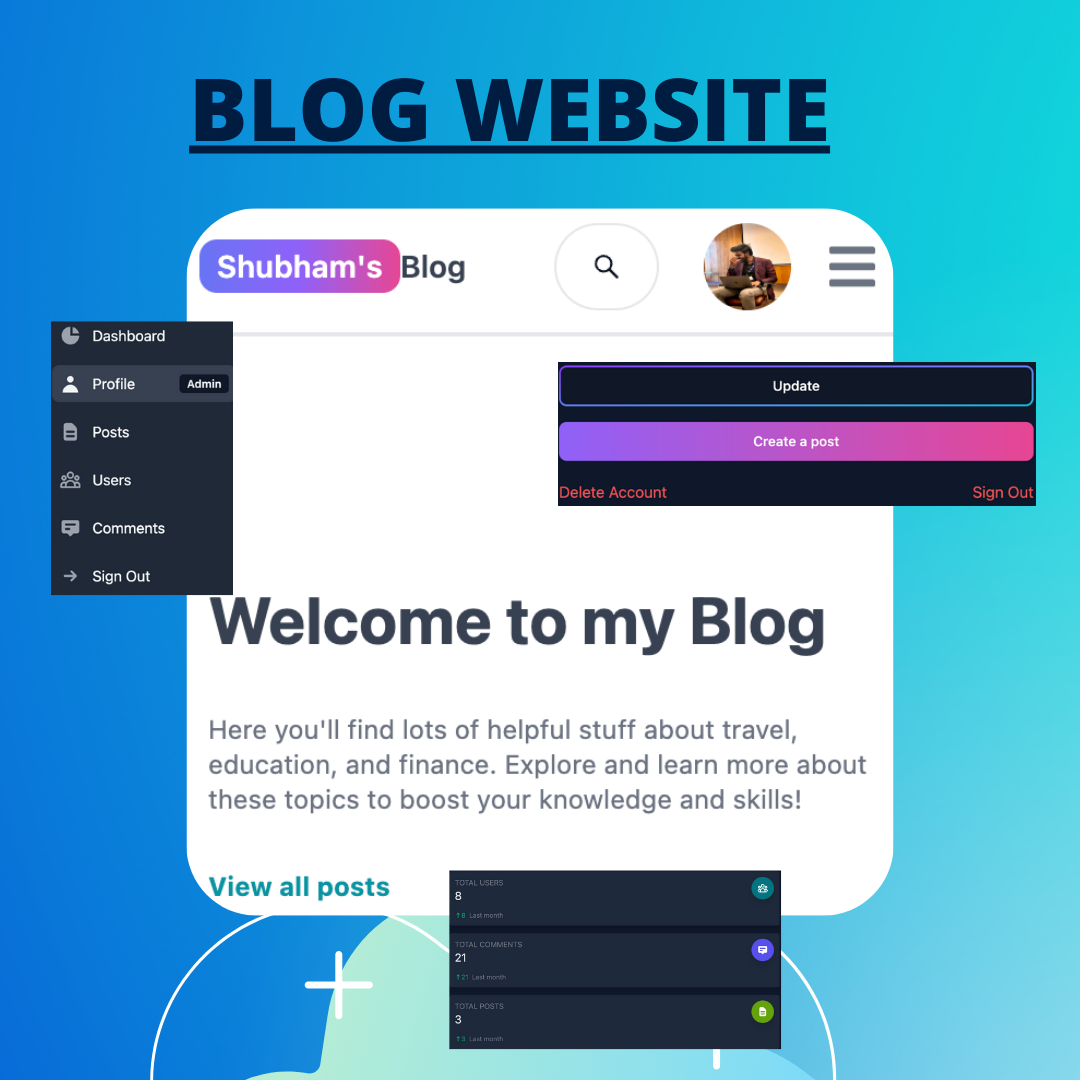 BLOG WEBSITE
Shubham's Blog
Dashboard
Profile Admin
Posts
Users
Comments
Sign Out
Update
Create a post
Delete Account Sign Out
Welcome to my Blog
Here you'll find lots of helpful stuff about travel,
education, and finance. Explore and learn more about
these topics to boost your knowledge and skills!
View all posts
TOTAL USERS
8
8 Last month
TOTAL COMMENTS
21
21 Last month
TOTAL POSTS
3
3 Last month